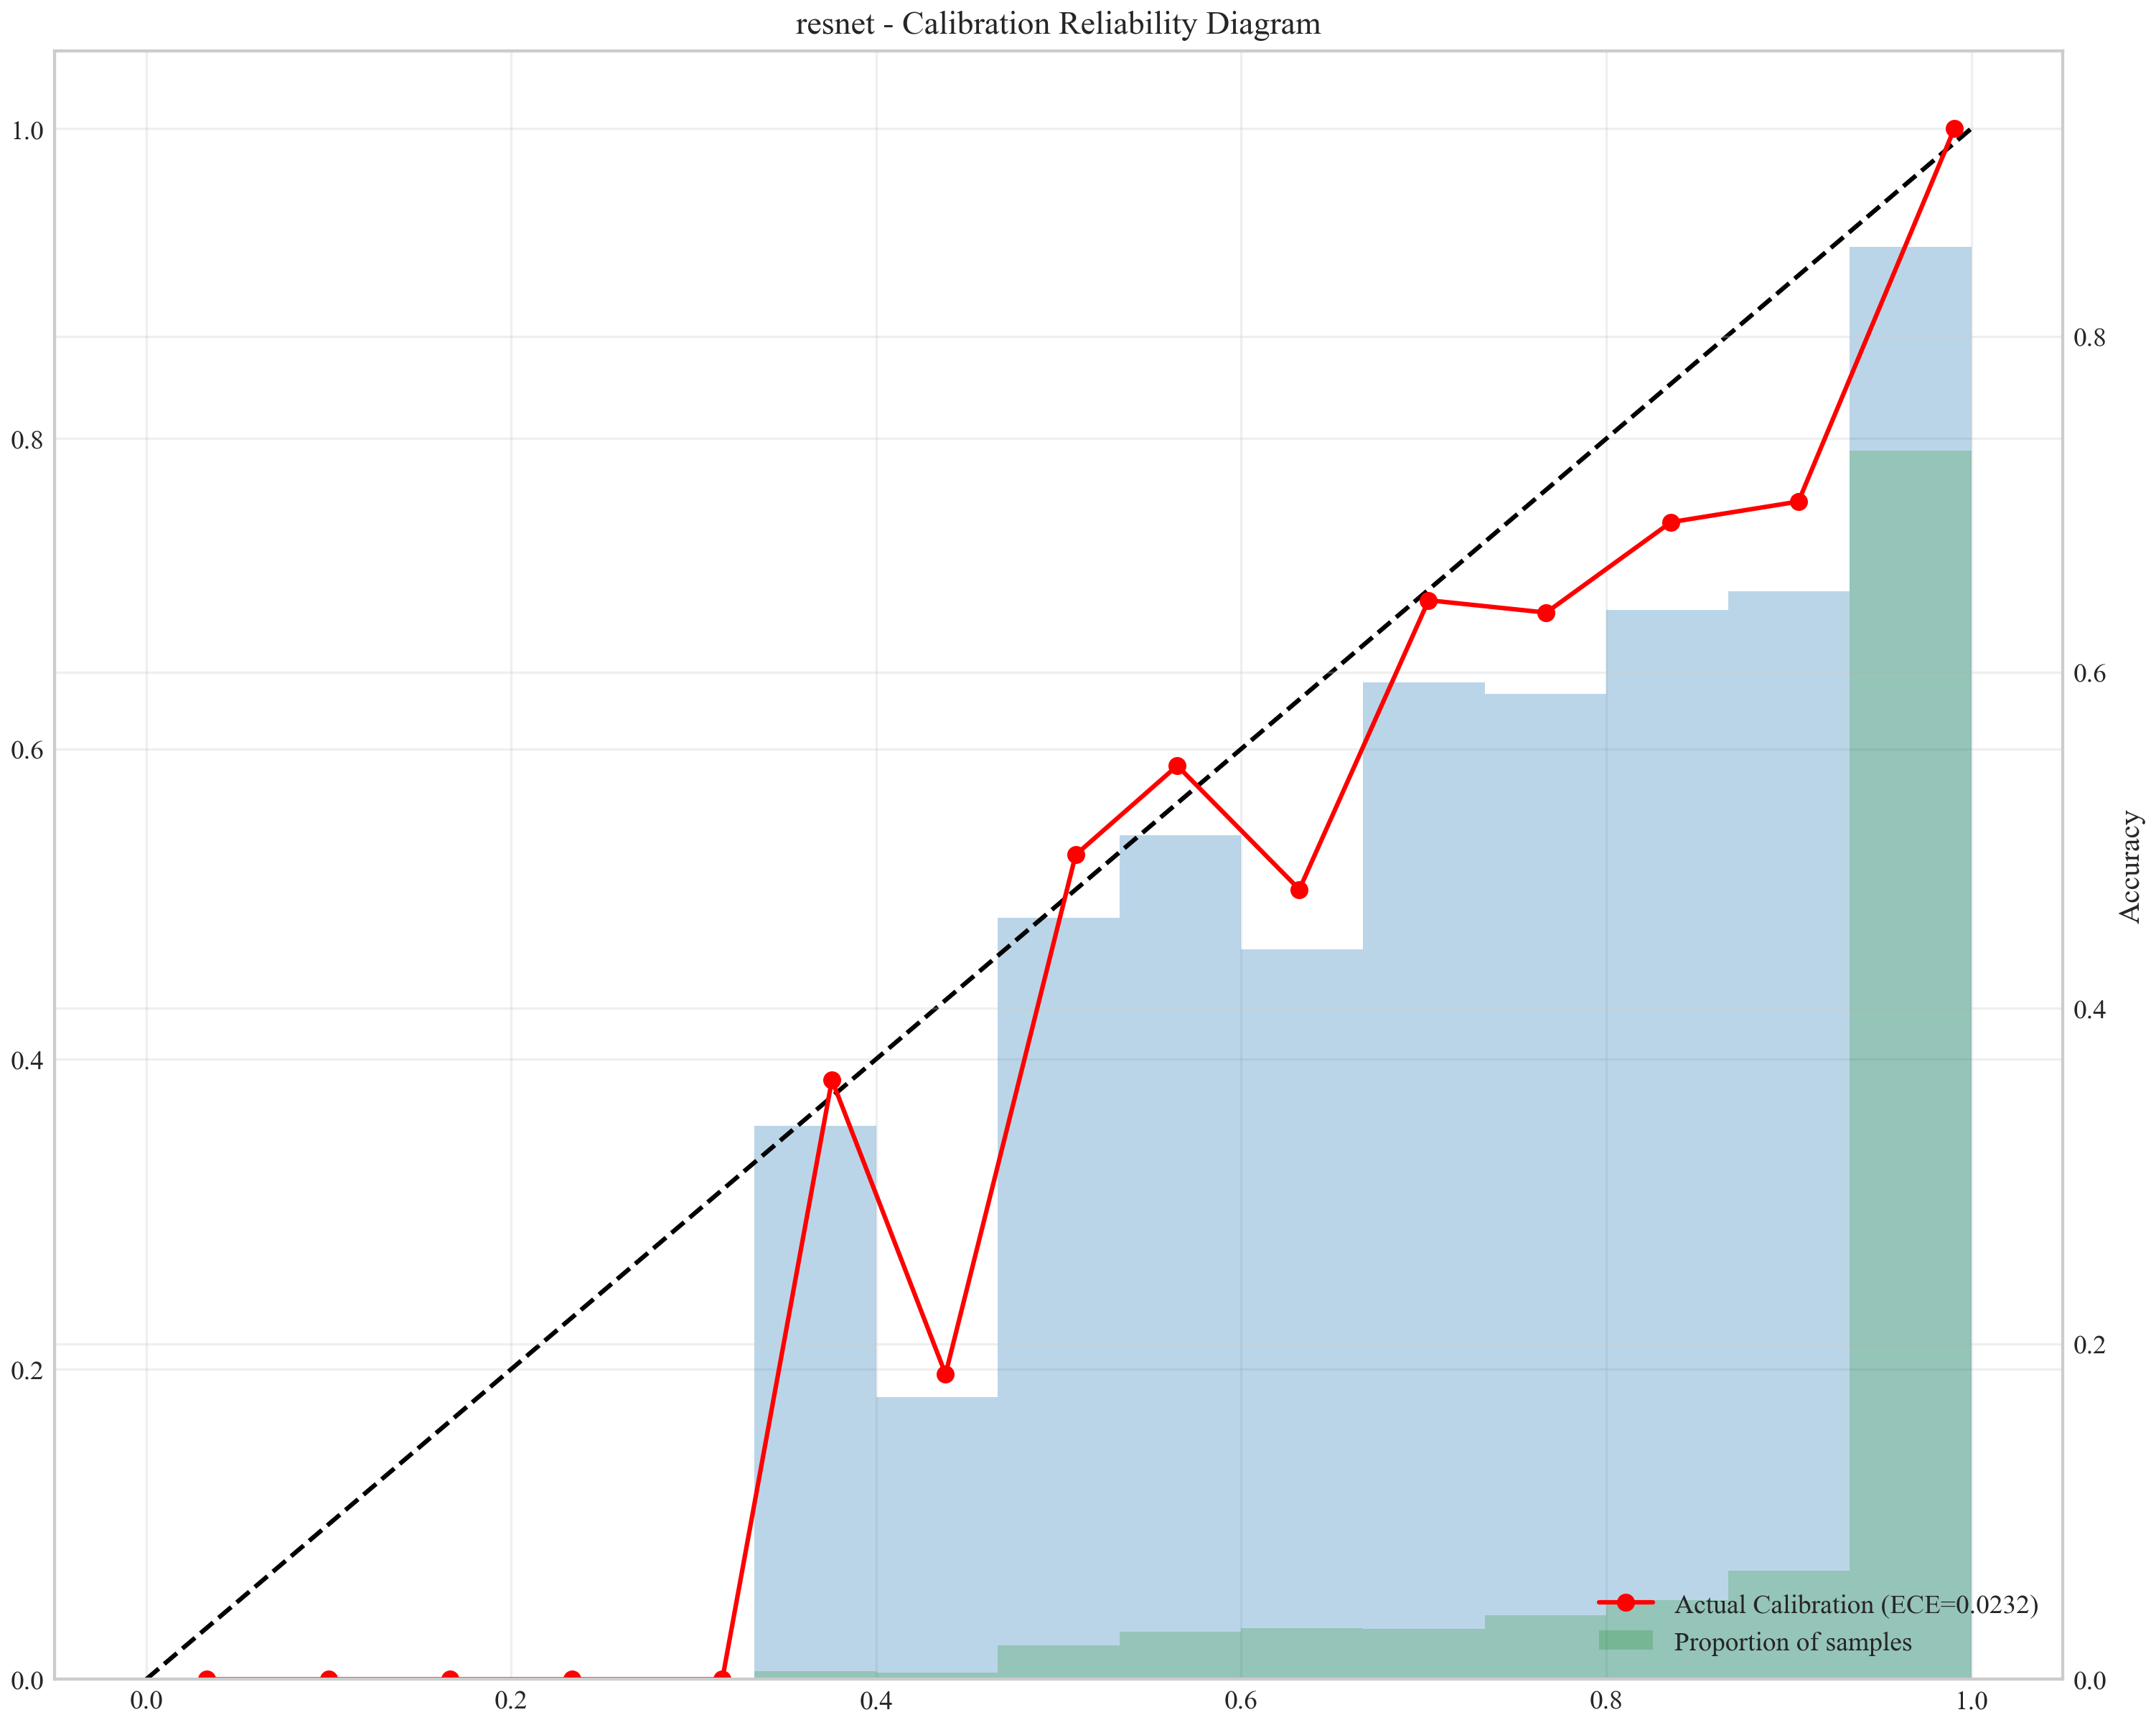 resnet - Calibration Reliability Diagram
1.0
0.8
0.6
0.4
0.2
0.0
0.8
0.6
0.4
0.2
0.0
Accuracy
Actual Calibration (ECE=0.0232)
Proportion of samples
0.0 0.2 0.4 0.6 0.8 1.0